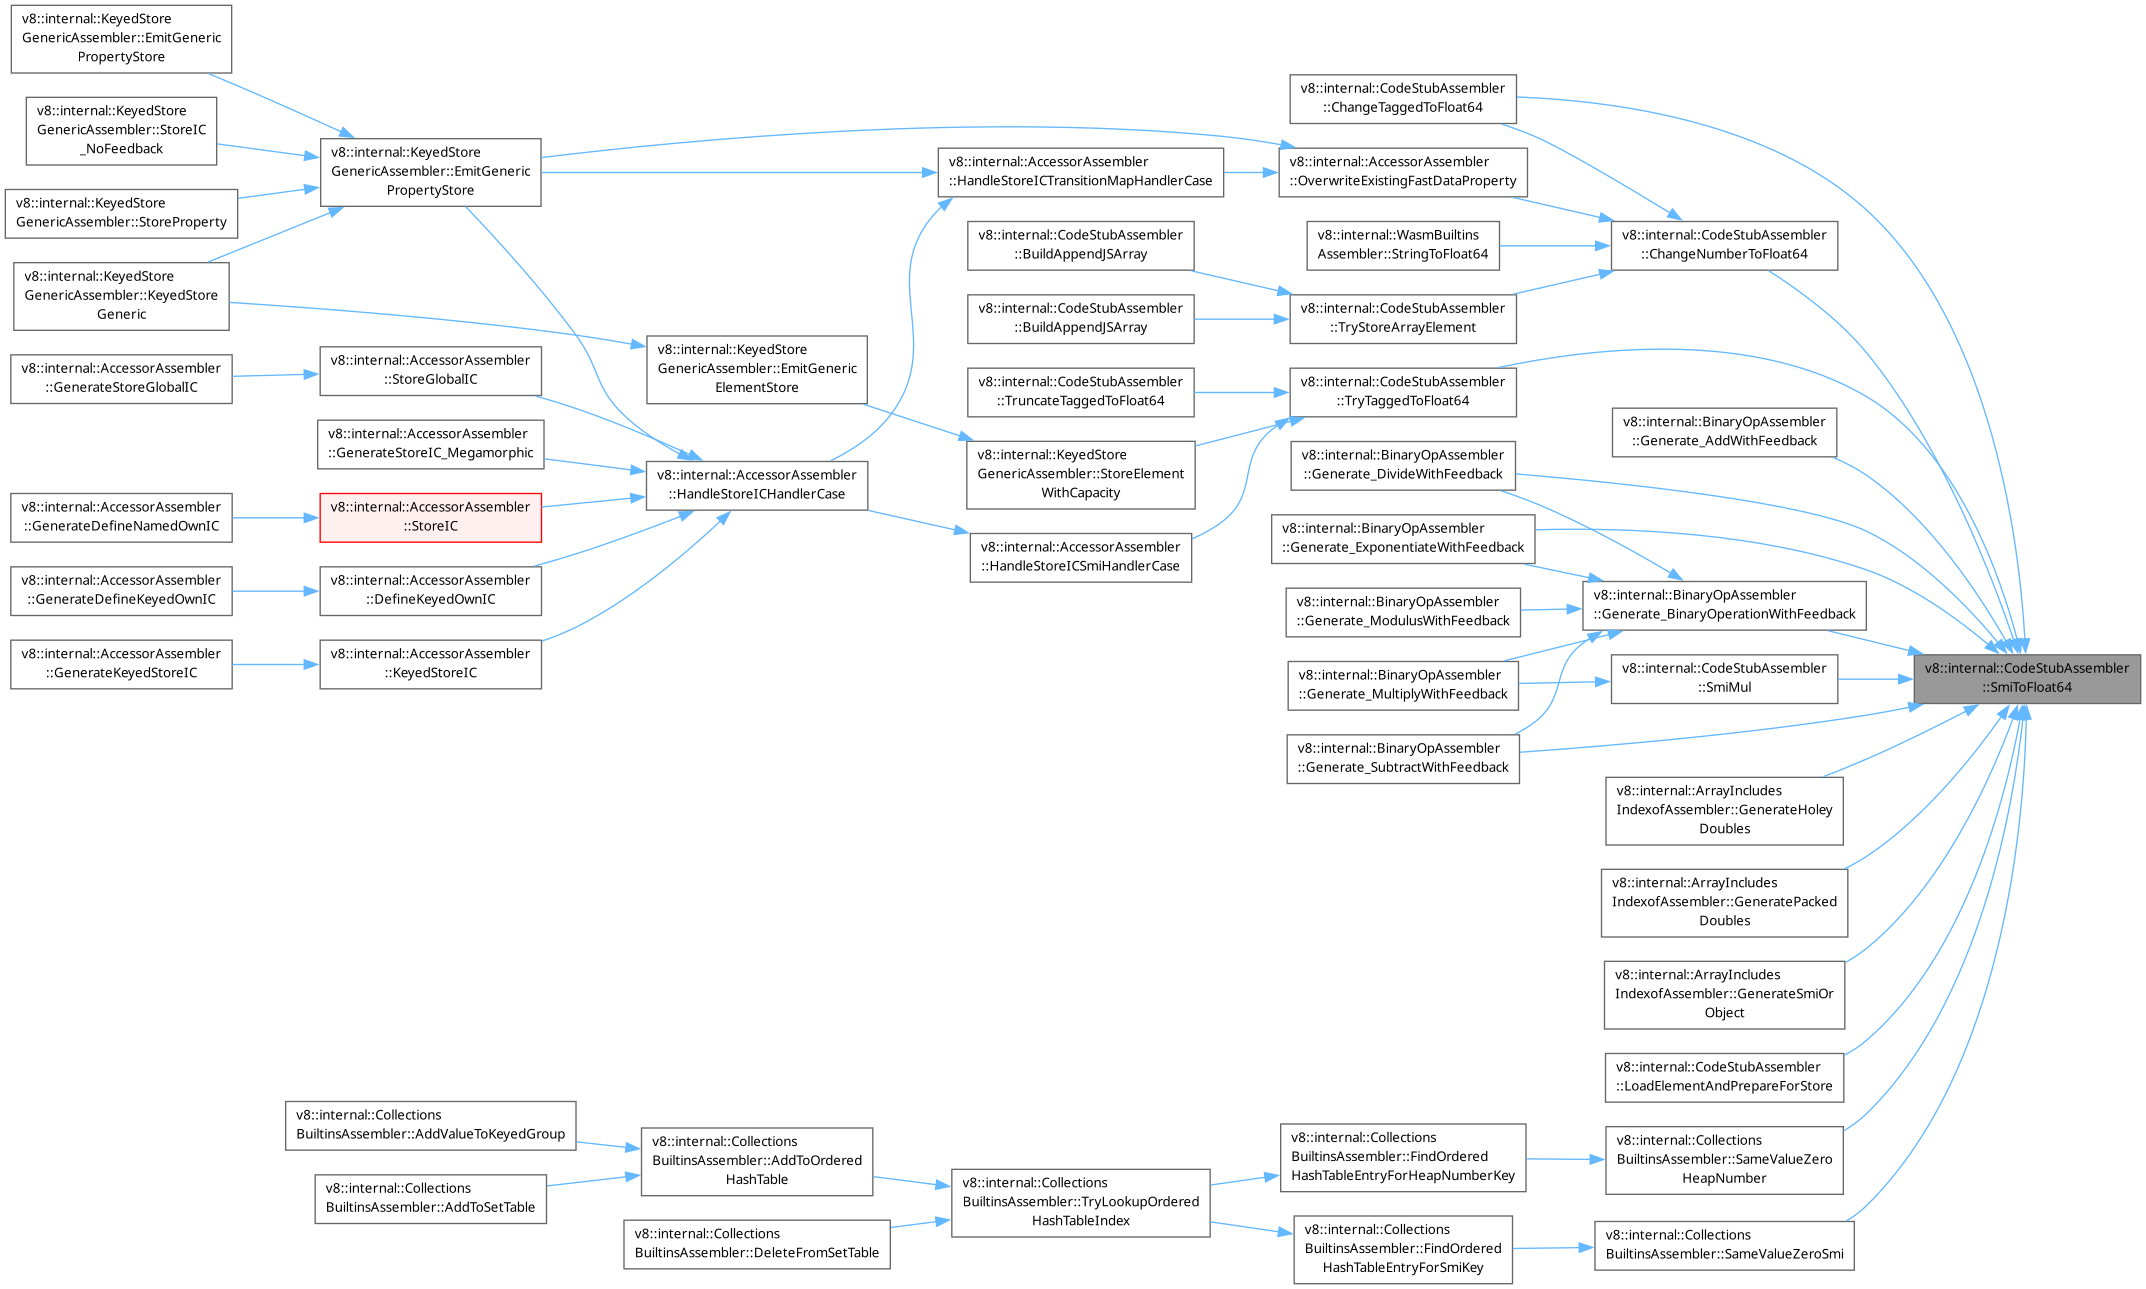 v8::internal::KeyedStore
GenericAssembler::EmitGeneric
PropertyStore
v8::internal::KeyedStore
GenericAssembler::StoreIC
_NoFeedback
v8::internal::KeyedStore
GenericAssembler::StoreProperty
v8::internal::KeyedStore
GenericAssembler::KeyedStore
Generic
v8::internal::AccessorAssembler
::GenerateStoreGlobalIC
v8::internal::AccessorAssembler
::GenerateDefineNamedOwnIC
v8::internal::AccessorAssembler
::GenerateDefineKeyedOwnIC
v8::internal::AccessorAssembler
::GenerateKeyedStoreIC
v8::internal::KeyedStore
GenericAssembler::EmitGeneric
PropertyStore
v8::internal::AccessorAssembler
::StoreGlobalIC
v8::internal::AccessorAssembler
::GenerateStoreIC_Megamorphic
v8::internal::AccessorAssembler
::StoreIC
v8::internal::AccessorAssembler
::DefineKeyedOwnIC
v8::internal::AccessorAssembler
::KeyedStoreIC
v8::internal::Collections
BuiltinsAssembler::AddValueToKeyedGroup
v8::internal::Collections
BuiltinsAssembler::AddToSetTable
v8::internal::KeyedStore
GenericAssembler::EmitGeneric
ElementStore
v8::internal::AccessorAssembler
::HandleStoreICHandlerCase
v8::internal::Collections
BuiltinsAssembler::AddToOrdered
HashTable
v8::internal::Collections
BuiltinsAssembler::DeleteFromSetTable
v8::internal::AccessorAssembler
::HandleStoreICTransitionMapHandlerCase
v8::internal::CodeStubAssembler
::BuildAppendJSArray
v8::internal::CodeStubAssembler
::BuildAppendJSArray
v8::internal::CodeStubAssembler
::TruncateTaggedToFloat64
v8::internal::KeyedStore
GenericAssembler::StoreElement
WithCapacity
v8::internal::AccessorAssembler
::HandleStoreICSmiHandlerCase
v8::internal::Collections
BuiltinsAssembler::TryLookupOrdered
HashTableIndex
v8::internal::CodeStubAssembler
::ChangeTaggedToFloat64
v8::internal::AccessorAssembler
::OverwriteExistingFastDataProperty
v8::internal::WasmBuiltins
Assembler::StringToFloat64
v8::internal::CodeStubAssembler
::TryStoreArrayElement
v8::internal::CodeStubAssembler
::TryTaggedToFloat64
v8::internal::BinaryOpAssembler
::Generate_DivideWithFeedback
v8::internal::BinaryOpAssembler
::Generate_ExponentiateWithFeedback
v8::internal::BinaryOpAssembler
::Generate_ModulusWithFeedback
v8::internal::BinaryOpAssembler
::Generate_MultiplyWithFeedback
v8::internal::BinaryOpAssembler
::Generate_SubtractWithFeedback
v8::internal::Collections
BuiltinsAssembler::FindOrdered
HashTableEntryForHeapNumberKey
v8::internal::Collections
BuiltinsAssembler::FindOrdered
HashTableEntryForSmiKey
v8::internal::CodeStubAssembler
::ChangeNumberToFloat64
v8::internal::BinaryOpAssembler
::Generate_AddWithFeedback
v8::internal::BinaryOpAssembler
::Generate_BinaryOperationWithFeedback
v8::internal::CodeStubAssembler
::SmiMul
v8::internal::ArrayIncludes
IndexofAssembler::GenerateHoley
Doubles
v8::internal::ArrayIncludes
IndexofAssembler::GeneratePacked
Doubles
v8::internal::ArrayIncludes
IndexofAssembler::GenerateSmiOr
Object
v8::internal::CodeStubAssembler
::LoadElementAndPrepareForStore
v8::internal::Collections
BuiltinsAssembler::SameValueZero
HeapNumber
v8::internal::Collections
BuiltinsAssembler::SameValueZeroSmi
v8::internal::CodeStubAssembler
::SmiToFloat64